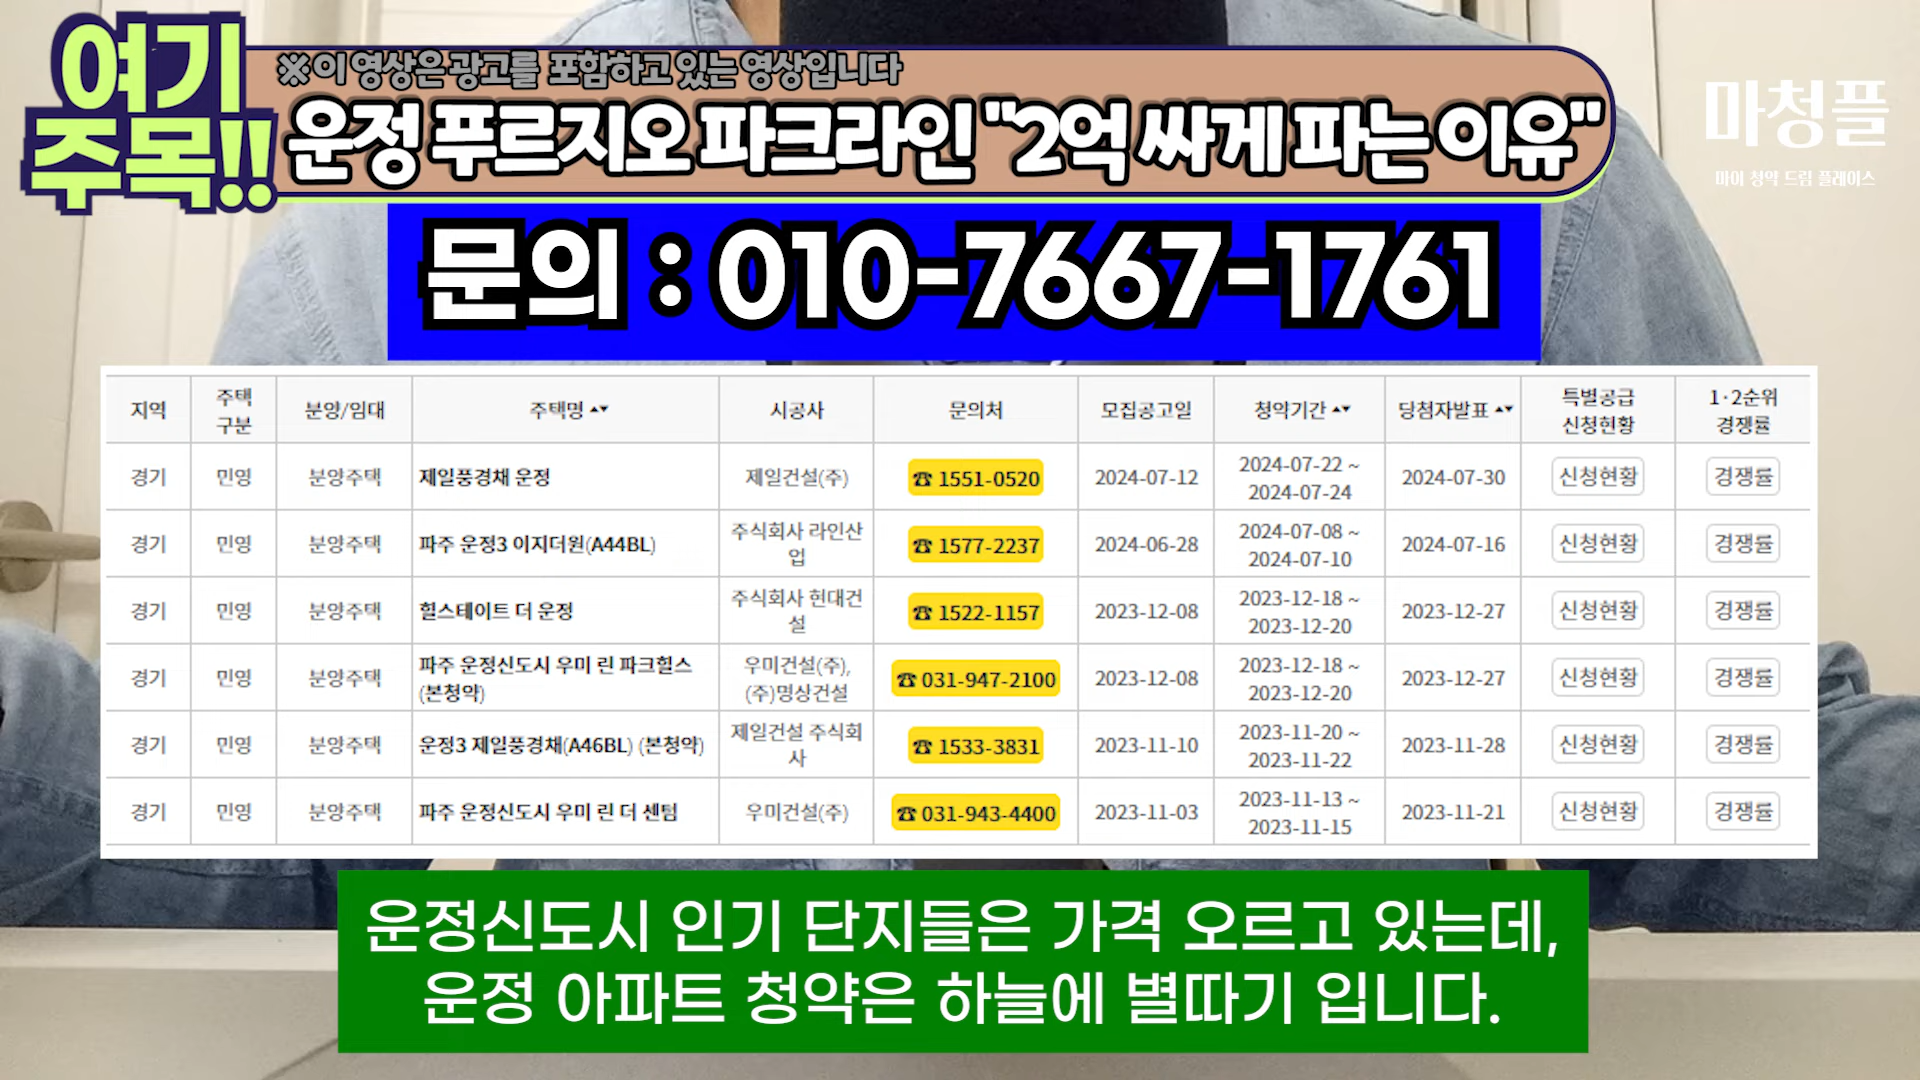 여기
주목!!
※이 영상은 광고를 포함하고 있는 영상입니다
운정 푸르지오 파크라인 "2억 싸게 파는 이유"
마청플
마이 청약 드림 플레이스
문의 : 010-7667-1761
지역 주택 구분 분양/임대 주택명 ▲▼ 시공사 문의처 모집공고일 청약기간 ▲▼ 당첨자발표 ▲▼ 특별공급 신청현황 1·2순위 경쟁률
경기 민영 분양주택 제일풍경채 운정 제일건설(주) ☎ 1551-0520 2024-07-12 2024-07-22 ~ 2024-07-24 2024-07-30 신청현황 경쟁률
경기 민영 분양주택 파주 운정3 이지더원(A44BL) 주식회사 라인산업 ☎ 1577-2237 2024-06-28 2024-07-08 ~ 2024-07-10 2024-07-16 신청현황 경쟁률
경기 민영 분양주택 힐스테이트 더 운정 주식회사 현대건설 ☎ 1522-1157 2023-12-08 2023-12-18 ~ 2023-12-20 2023-12-27 신청현황 경쟁률
경기 민영 분양주택 파주 운정신도시 우미 린 파크힐스 (본청약) 우미건설(주), (주)명상건설 ☎ 031-947-2100 2023-12-08 2023-12-18 ~ 2023-12-20 2023-12-27 신청현황 경쟁률
경기 민영 분양주택 운정3 제일풍경채(A46BL) (본청약) 제일건설 주식회사 ☎ 1533-3831 2023-11-10 2023-11-20 ~ 2023-11-22 2023-11-28 신청현황 경쟁률
경기 민영 분양주택 파주 운정신도시 우미 린 더 센텀 우미건설(주) ☎ 031-943-4400 2023-11-03 2023-11-13 ~ 2023-11-15 2023-11-21 신청현황 경쟁률
운정신도시 인기 단지들은 가격 오르고 있는데,
운정 아파트 청약은 하늘에 별따기 입니다.